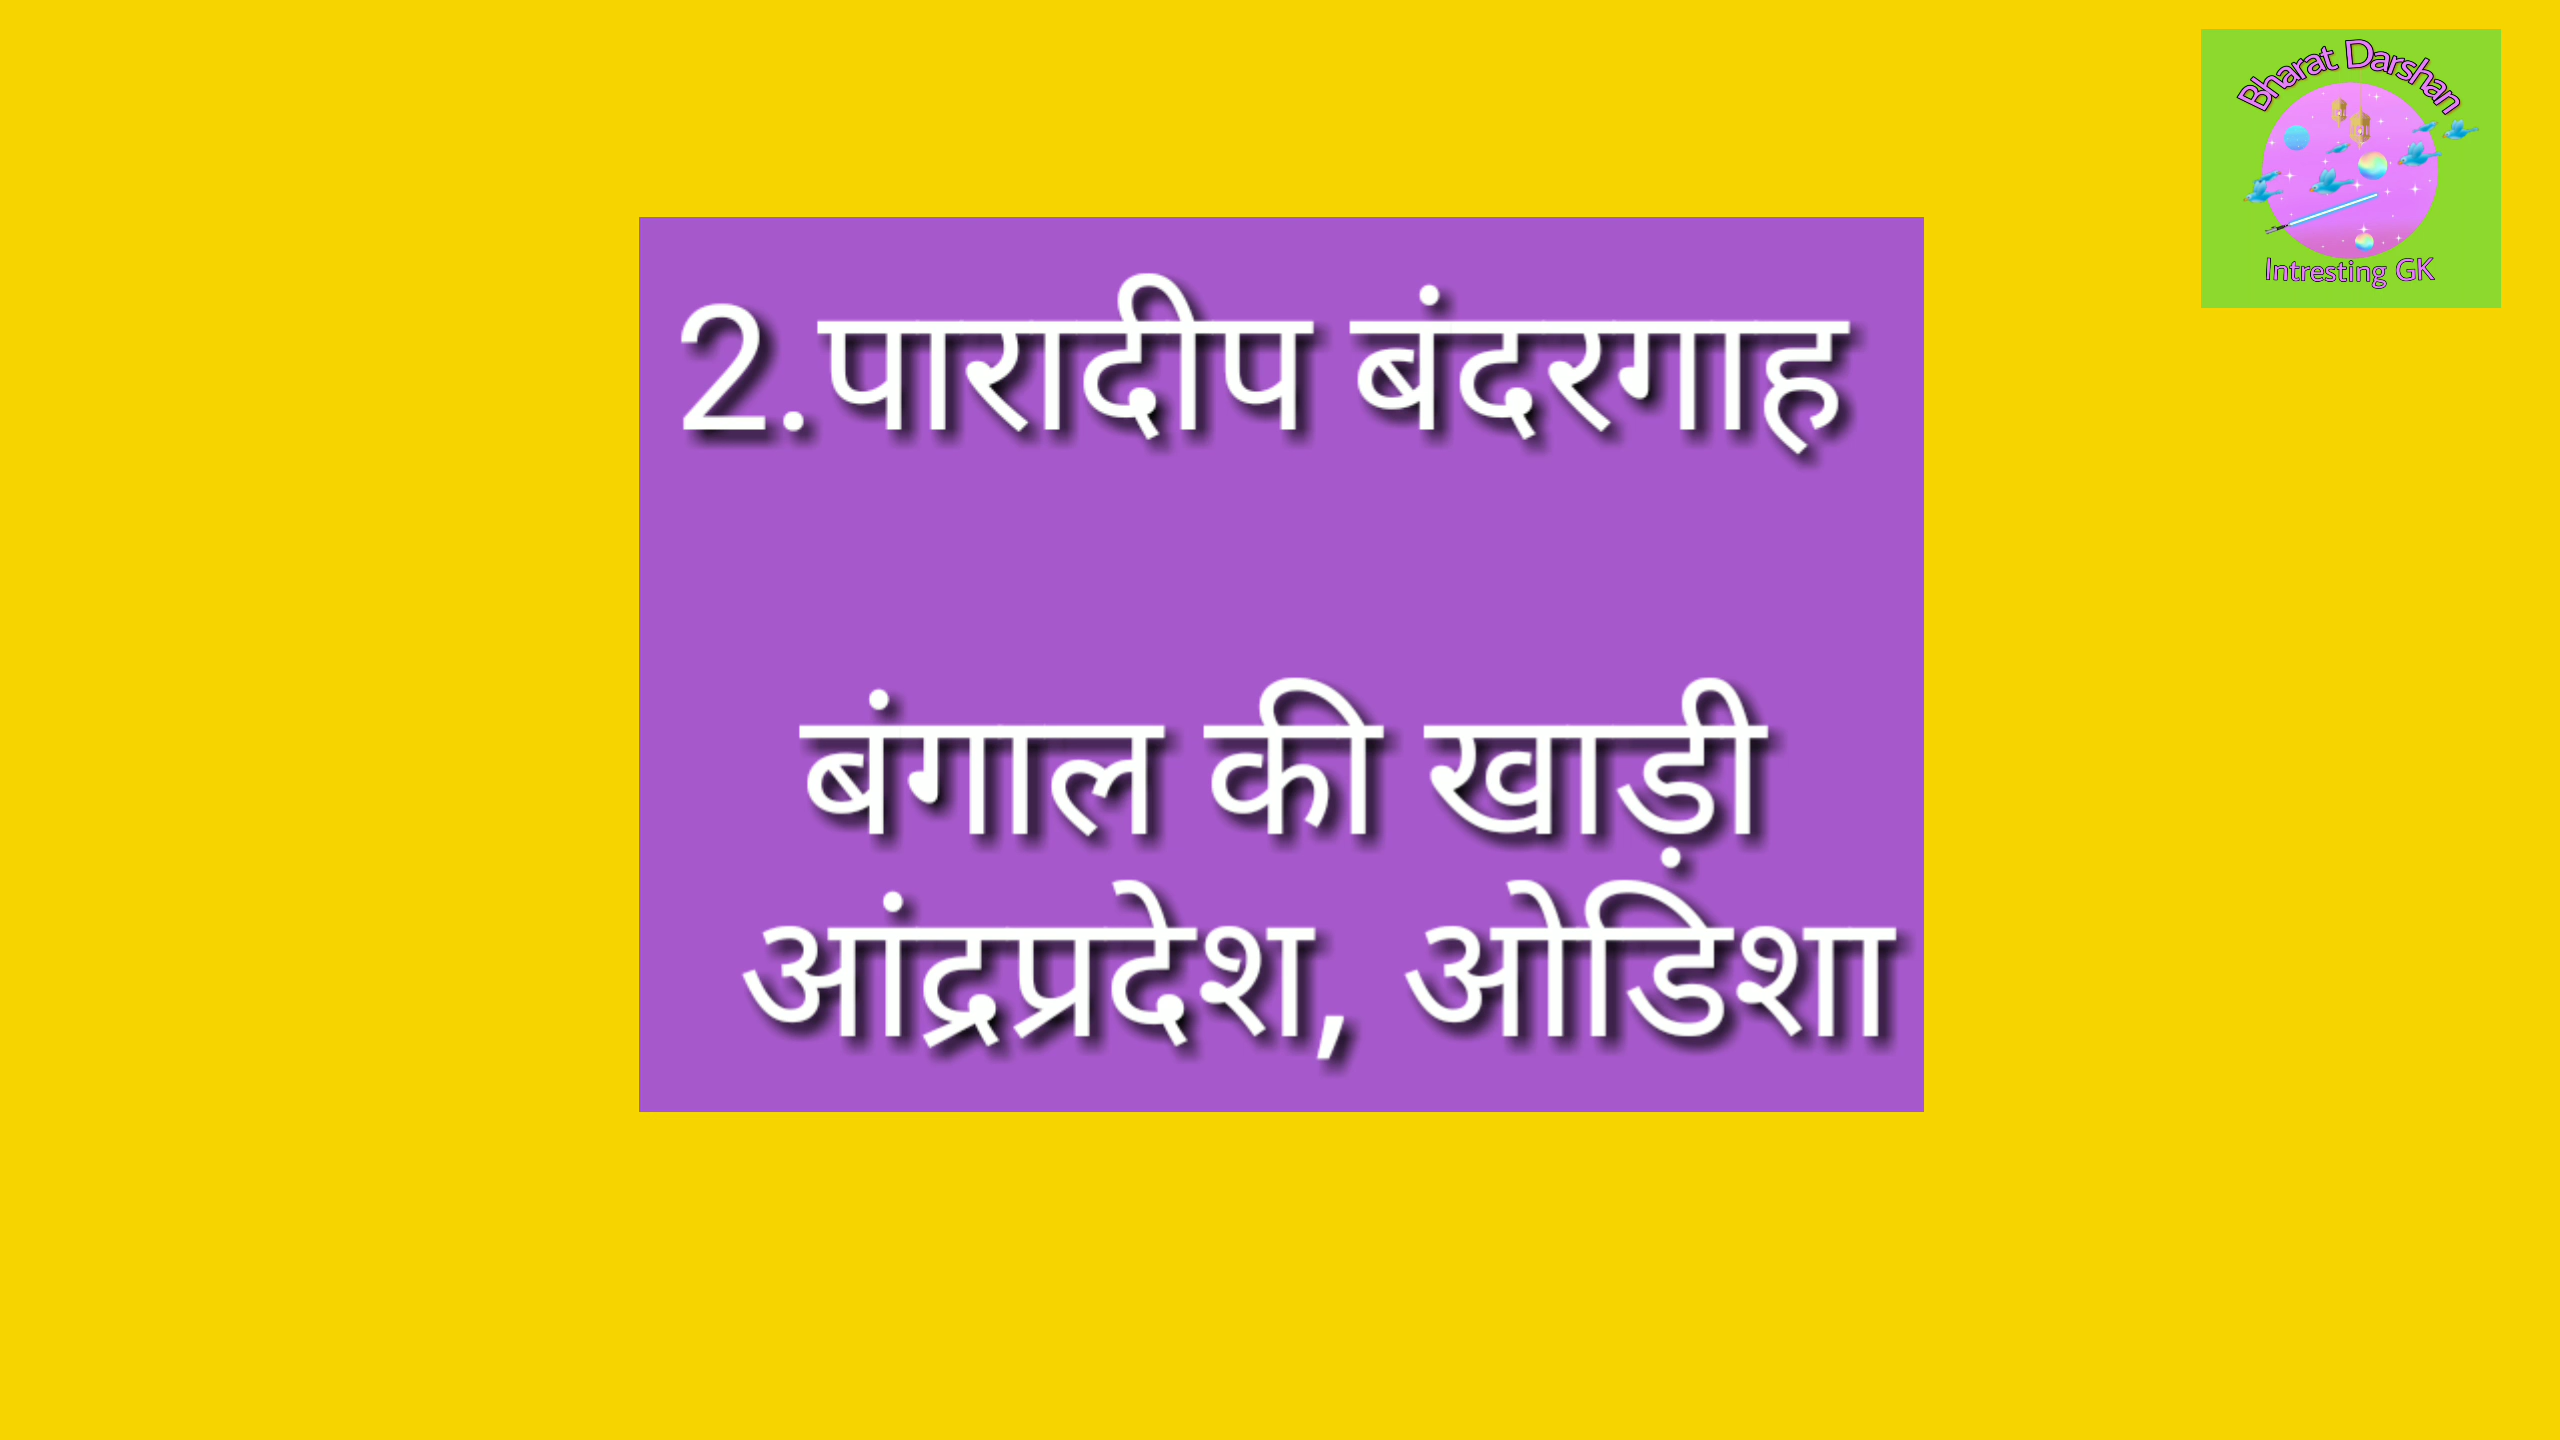 Bharat Darshan
Intresting GK
2.पारादीप बंदरगाह
बंगाल की खाड़ी
आंद्रप्रदेश, ओडिशा